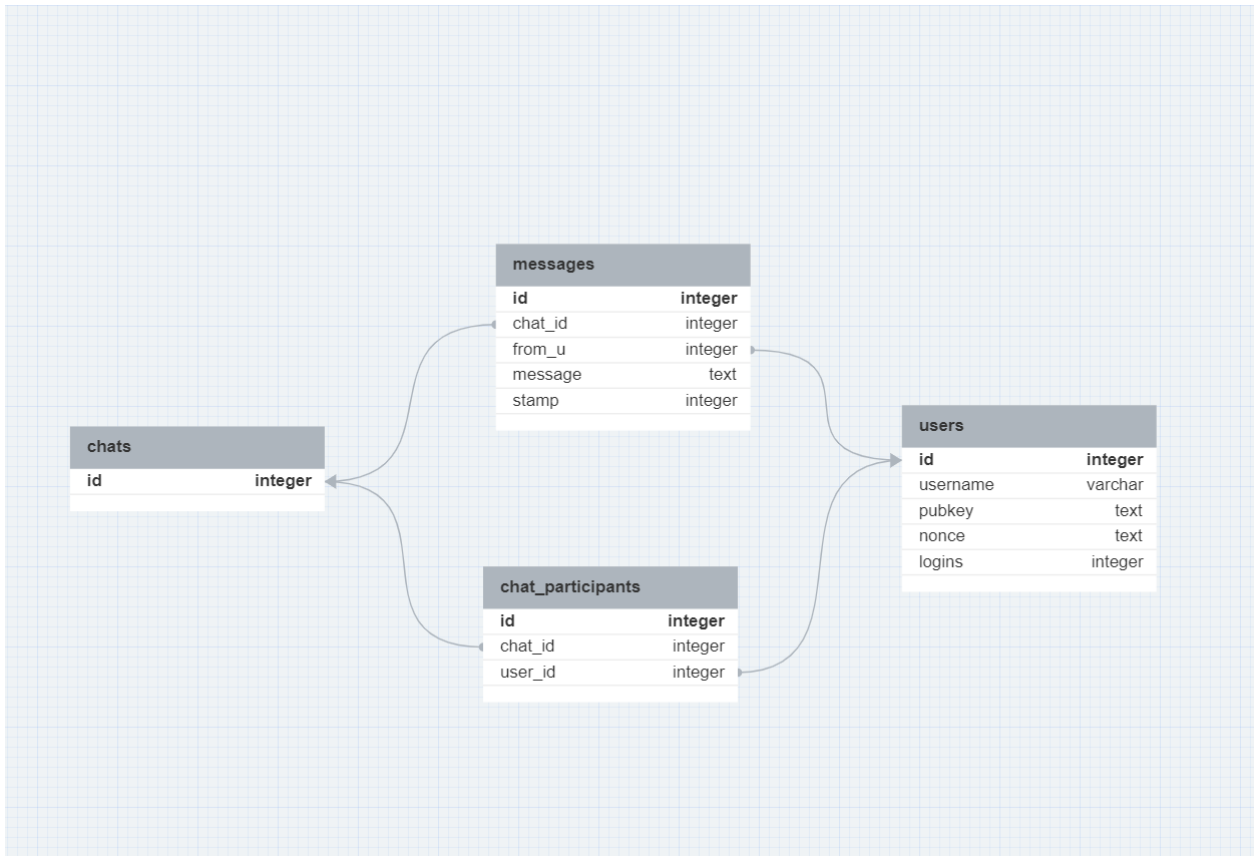 messages
id integer
chat_id integer
from_u integer
message text
stamp integer
chats
id integer
users
id integer
username varchar
pubkey text
nonce text
logins integer
chat_participants
id integer
chat_id integer
user_id integer